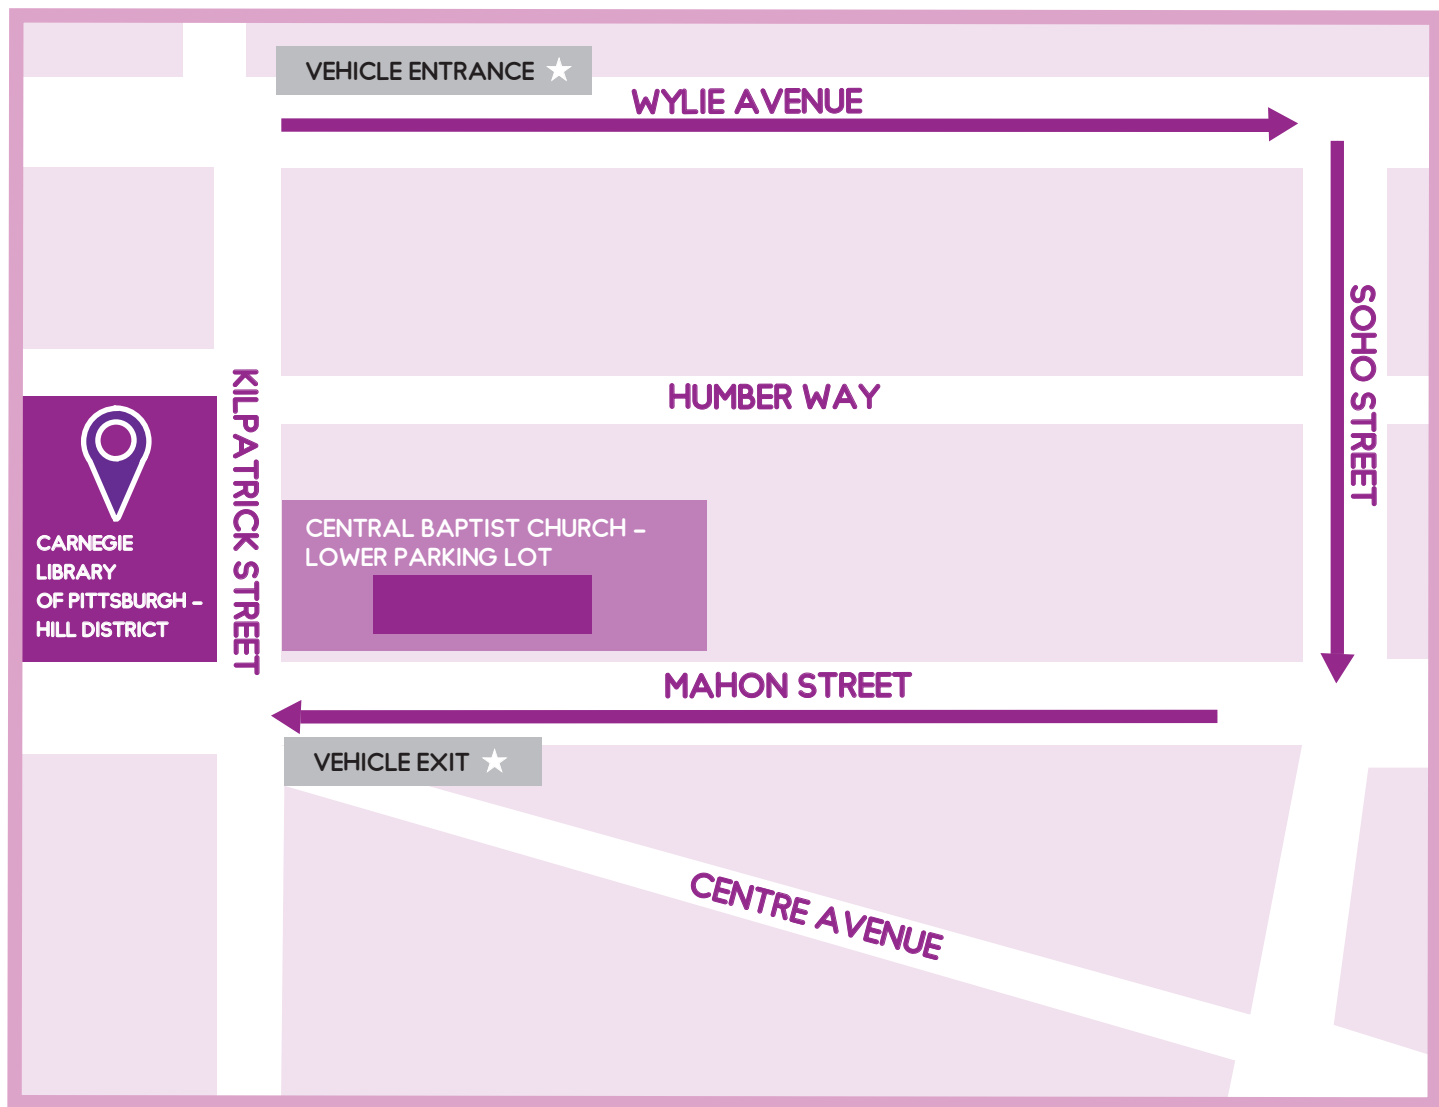 VEHICLE ENTRANCE
WYLIE AVENUE
SOHO STREET
HUMBER WAY
KILPATRICK STREET
CARNEGIE
LIBRARY
OF PITTSBURGH –
HILL DISTRICT
CENTRAL BAPTIST CHURCH –
LOWER PARKING LOT
MAHON STREET
VEHICLE EXIT
CENTRE AVENUE